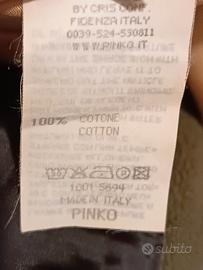 BY CRIS CONF.
FIDENZA ITALY
0039-524-530811
WWW.PINKO.IT
100% COTONE
COTTON
1001 5694
MADE IN ITALY
PINKO
subito